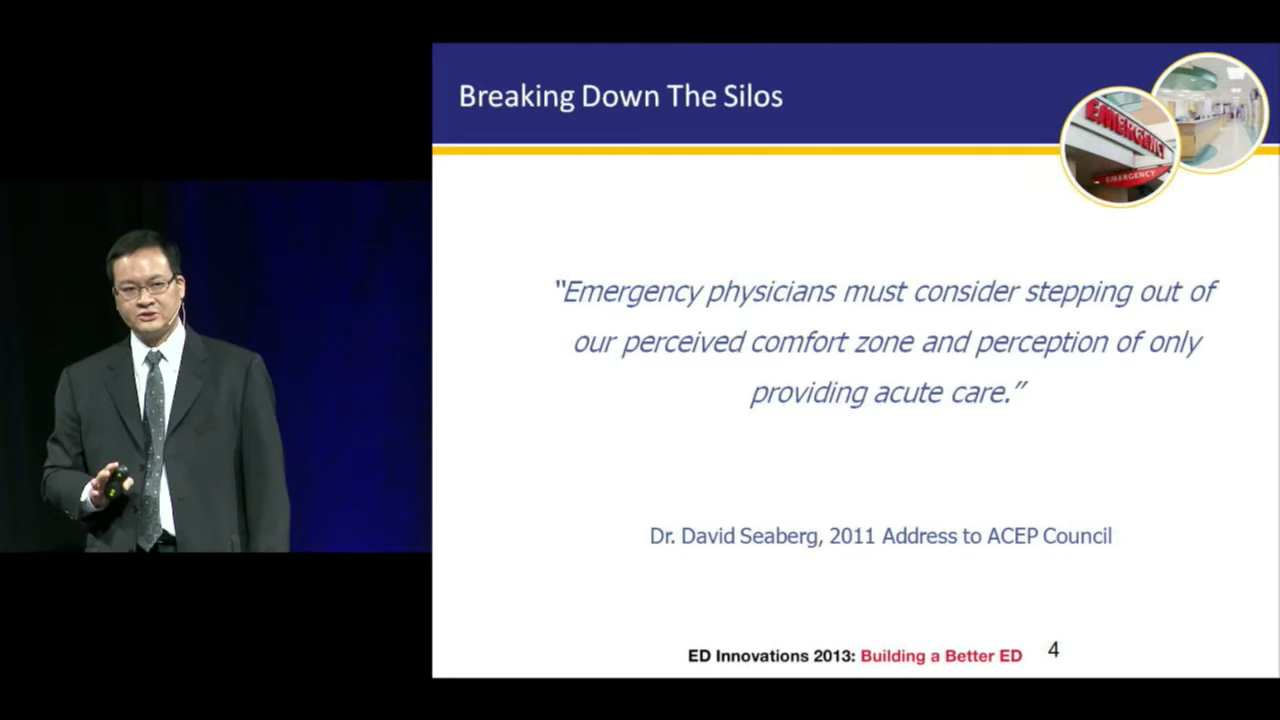 Breaking Down The Silos
EMERGENCY
EMERGENCY
“Emergency physicians must consider stepping out of
our perceived comfort zone and perception of only
providing acute care.”
Dr. David Seaberg, 2011 Address to ACEP Council
ED Innovations 2013: Building a Better ED
4